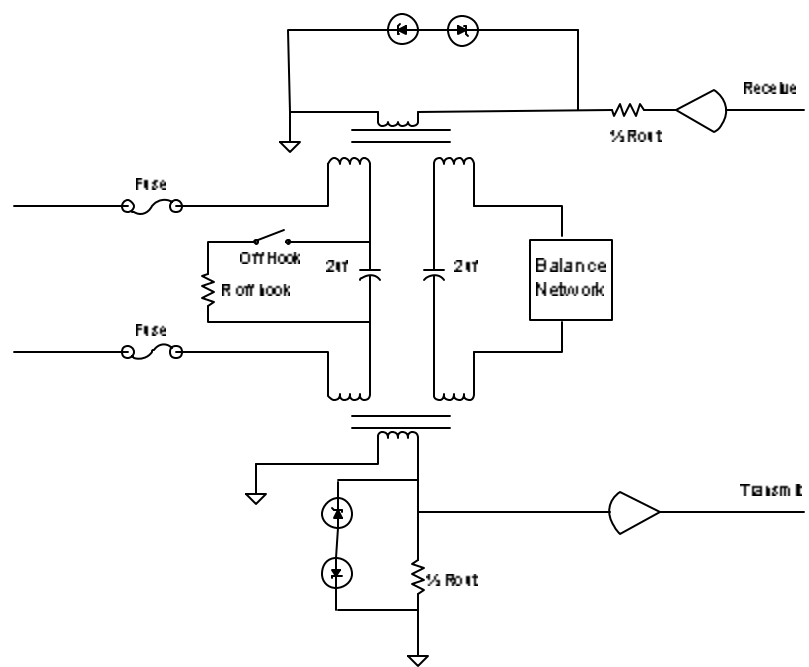 Receive
½ Rout
Fuse
Off Hook
2uf
2uf
R off hook
Balance
Network
Fuse
Transmit
½ Rout